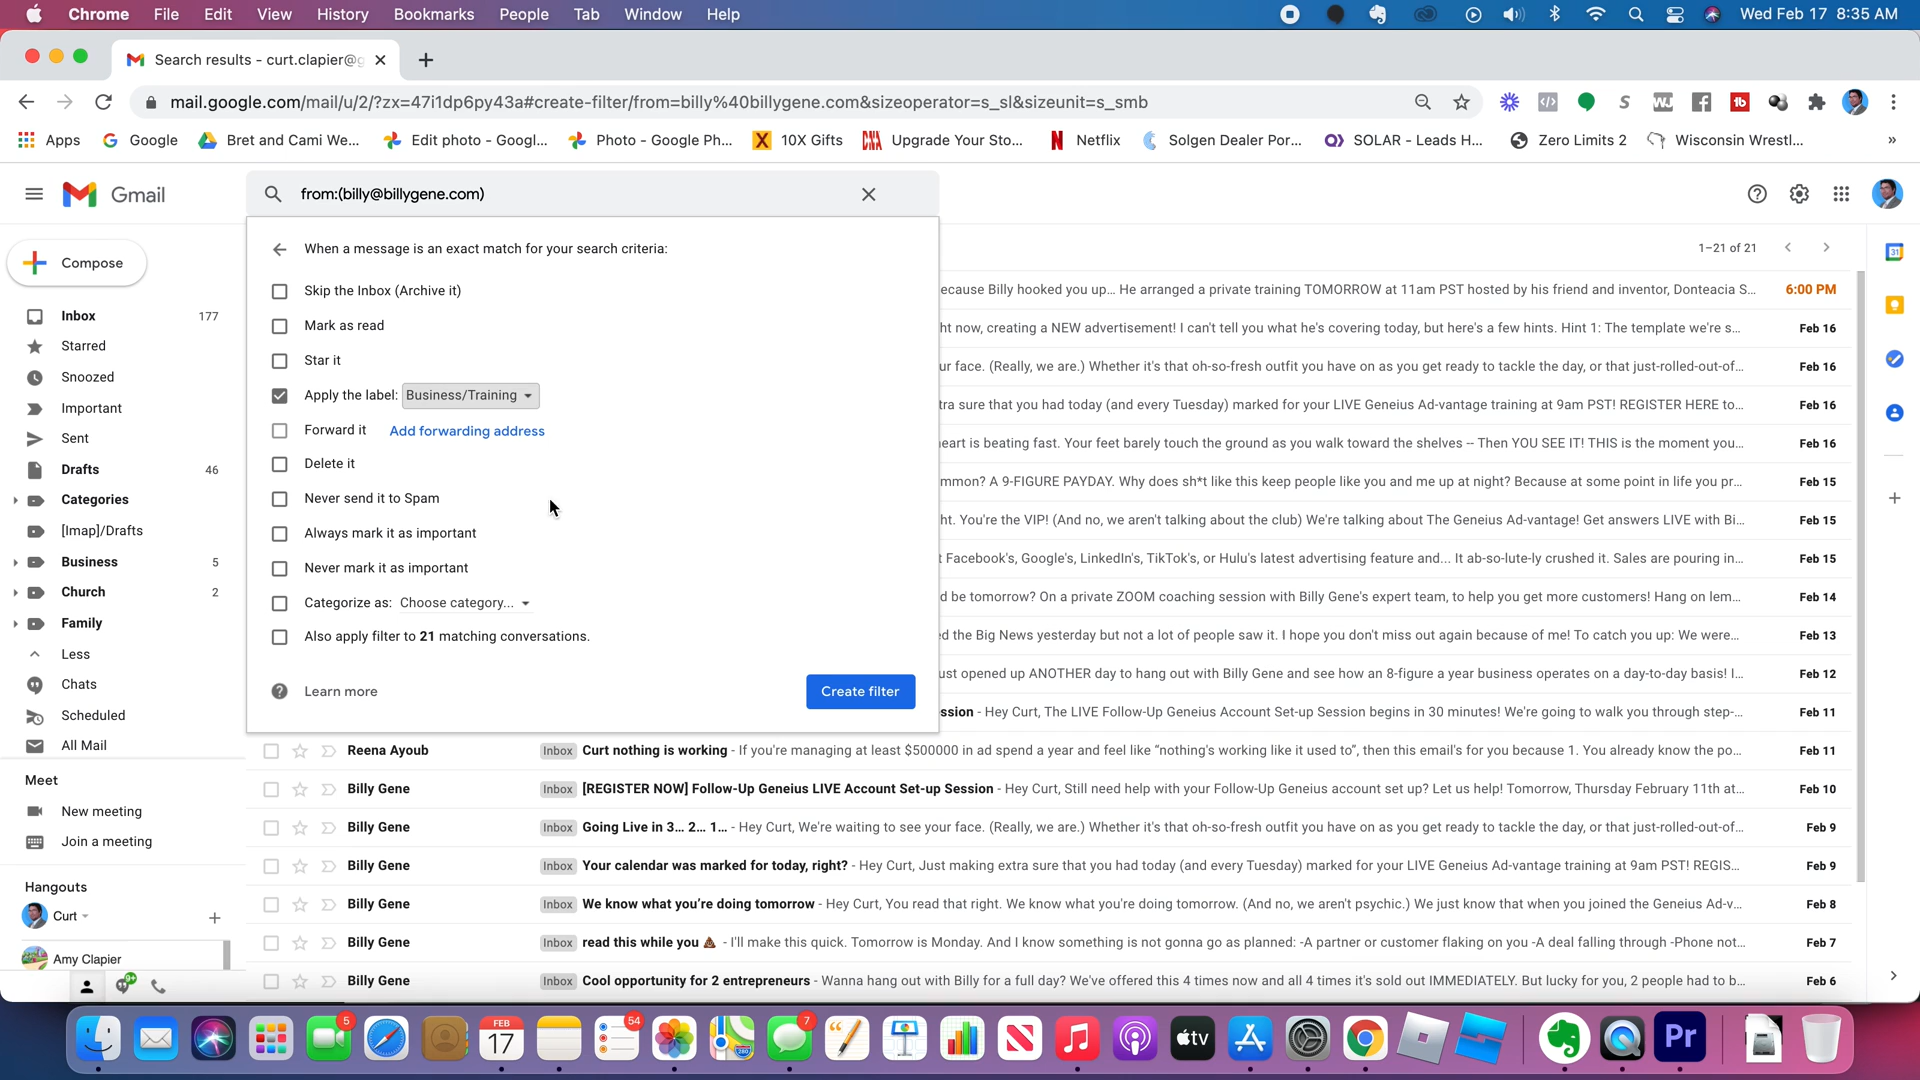 Chrome File Edit View History Bookmarks People Tab Window Help Wed Feb 17 8:35 AM
Search results - curt.clapier@g
mail.google.com/mail/u/2/?zx=47i1dp6py43a#create-filter/from=billy%40billygene.com&sizeoperator=s_sl&sizeunit=s_smb
Apps Google Bret and Cami We... Edit photo - Googl... Photo - Google Ph... 10X Gifts Upgrade Your Sto... Netflix Solgen Dealer Por... SOLAR - Leads H... Zero Limits 2 Wisconsin Wrestl... »
Gmail from:(billy@billygene.com)
Compose
Inbox 177
Starred
Snoozed
Important
Sent
Drafts 46
Categories
[Imap]/Drafts
Business 5
Church 2
Family
Less
Chats
Scheduled
All Mail
Meet
New meeting
Join a meeting
Hangouts
Curt
Amy Clapier
9+
When a message is an exact match for your search criteria:
Skip the Inbox (Archive it)
Mark as read
Star it
Apply the label: Business/Training
Forward it Add forwarding address
Delete it
Never send it to Spam
Always mark it as important
Never mark it as important
Categorize as: Choose category...
Also apply filter to 21 matching conversations.
Learn more Create filter
1–21 of 21
ecause Billy hooked you up... He arranged a private training TOMORROW at 11am PST hosted by his friend and inventor, Donteacia S... 6:00 PM
ht now, creating a NEW advertisement! I can't tell you what he's covering today, but here's a few hints. Hint 1: The template we're s... Feb 16
ur face. (Really, we are.) Whether it's that oh-so-fresh outfit you have on as you get ready to tackle the day, or that just-rolled-out-of... Feb 16
tra sure that you had today (and every Tuesday) marked for your LIVE Geneius Ad-vantage training at 9am PST! REGISTER HERE to... Feb 16
eart is beating fast. Your feet barely touch the ground as you walk toward the shelves -- Then YOU SEE IT! THIS is the moment you... Feb 16
mmon? A 9-FIGURE PAYDAY. Why does sh*t like this keep people like you and me up at night? Because at some point in life you pr... Feb 15
ht. You're the VIP! (And no, we aren't talking about the club) We're talking about The Geneius Ad-vantage! Get answers LIVE with Bi... Feb 15
t Facebook's, Google's, LinkedIn's, TikTok's, or Hulu's latest advertising feature and... It ab-so-lute-ly crushed it. Sales are pouring in... Feb 15
d be tomorrow? On a private ZOOM coaching session with Billy Gene's expert team, to help you get more customers! Hang on lem... Feb 14
ed the Big News yesterday but not a lot of people saw it. I hope you don't miss out again because of me! To catch you up: We were... Feb 13
ust opened up ANOTHER day to hang out with Billy Gene and see how an 8-figure a year business operates on a day-to-day basis! I... Feb 12
ssion - Hey Curt, The LIVE Follow-Up Geneius Account Set-up Session begins in 30 minutes! We're going to walk you through step-... Feb 11
Reena Ayoub Inbox Curt nothing is working - If you're managing at least $500000 in ad spend a year and feel like “nothing's working like it used to”, then this email's for you because 1. You already know the po... Feb 11
Billy Gene Inbox [REGISTER NOW] Follow-Up Geneius LIVE Account Set-up Session - Hey Curt, Still need help with your Follow-Up Geneius account set up? Let us help! Tomorrow, Thursday February 11th at... Feb 10
Billy Gene Inbox Going Live in 3... 2... 1... - Hey Curt, We're waiting to see your face. (Really, we are.) Whether it's that oh-so-fresh outfit you have on as you get ready to tackle the day, or that just-rolled-out-of... Feb 9
Billy Gene Inbox Your calendar was marked for today, right? - Hey Curt, Just making extra sure that you had today (and every Tuesday) marked for your LIVE Geneius Ad-vantage training at 9am PST! REGIS... Feb 9
Billy Gene Inbox We know what you're doing tomorrow - Hey Curt, You read that right. We know what you're doing tomorrow. (And no, we aren't psychic.) We just know that when you joined the Geneius Ad-v... Feb 8
Billy Gene Inbox read this while you 💩 - I'll make this quick. Tomorrow is Monday. And I know something is not gonna go as planned: -A partner or customer flaking on you -A deal falling through -Phone not... Feb 7
Billy Gene Inbox Cool opportunity for 2 entrepreneurs - Wanna hang out with Billy for a full day? We've offered this 4 times now and all 4 times it's sold out IMMEDIATELY. But lucky for you, 2 people had to b... Feb 6
5 FEB 17 54 7 tv Pr